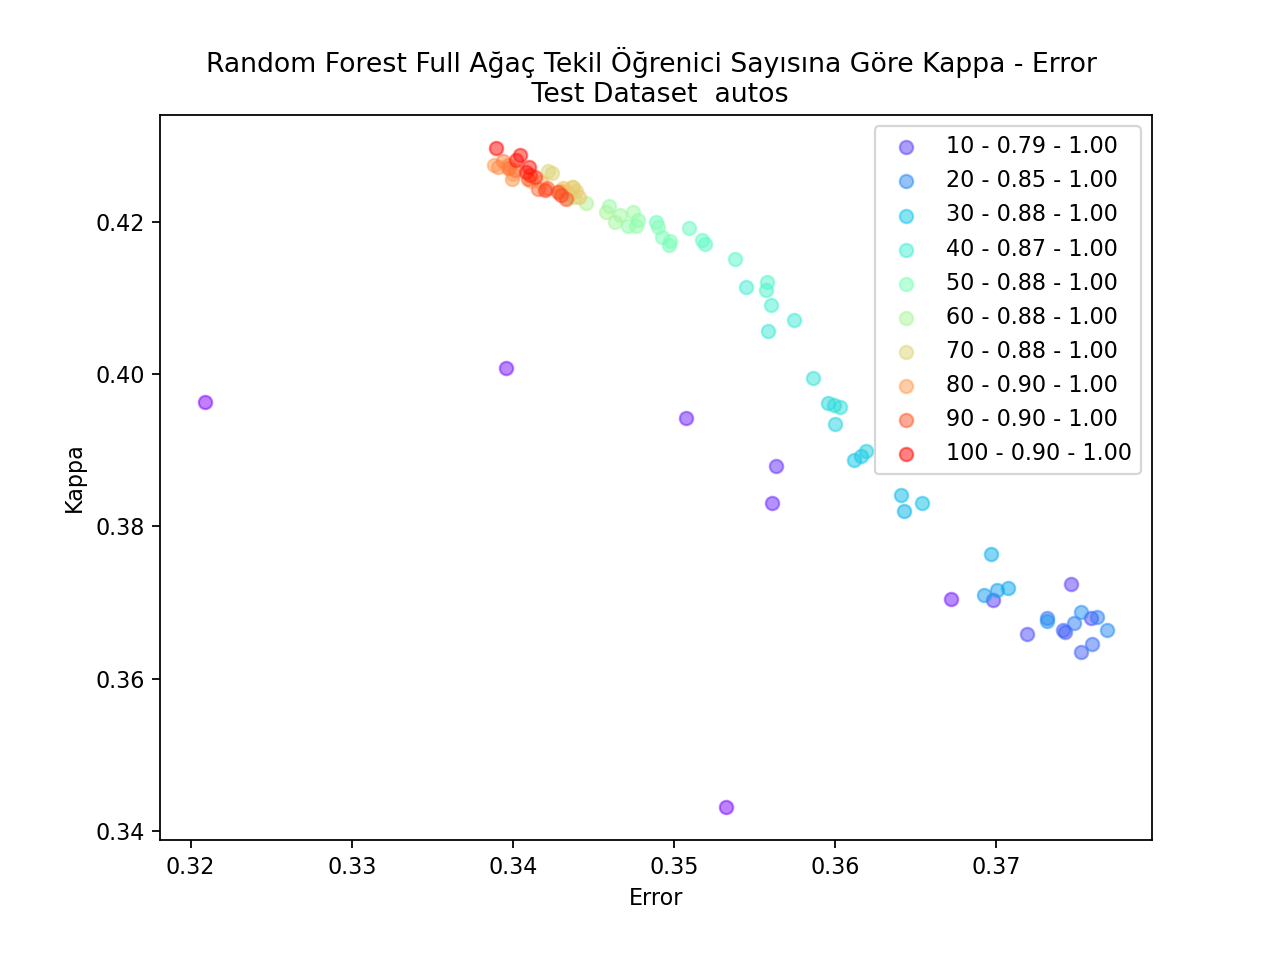 Random Forest Full Ağaç Tekil Öğrenici Sayısına Göre Kappa - Error
Test Dataset  autos
10 - 0.79 - 1.00
20 - 0.85 - 1.00
30 - 0.88 - 1.00
40 - 0.87 - 1.00
50 - 0.88 - 1.00
60 - 0.88 - 1.00
70 - 0.88 - 1.00
80 - 0.90 - 1.00
90 - 0.90 - 1.00
100 - 0.90 - 1.00
Kappa
0.42
0.40
0.38
0.36
0.34
0.32
0.33
0.34
0.35
0.36
0.37
Error